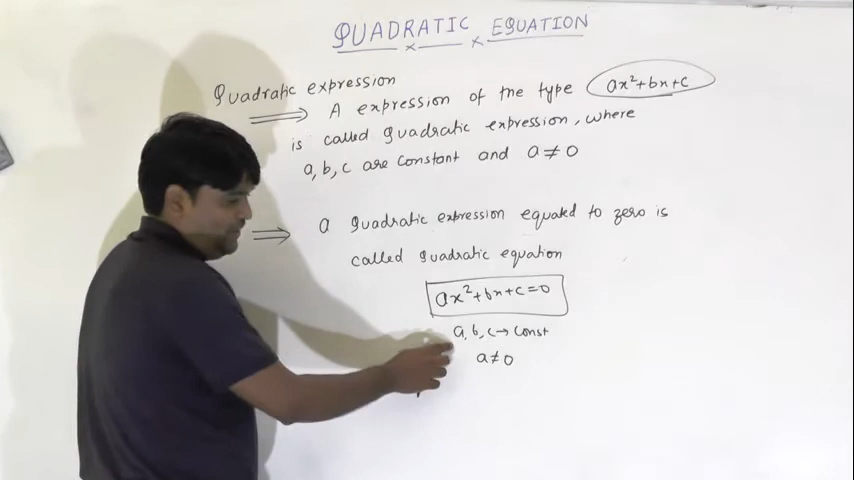 QUADRATIC EQUATION
Quadratic expression
⟹ A expression of the type ax²+bx+c
is called Quadratic expression, where
a, b, c are constant and a ≠ 0
⟹ a Quadratic expression equated to zero is
called Quadratic equation
ax²+bx+c=0
a, b, c → Const
a ≠ 0